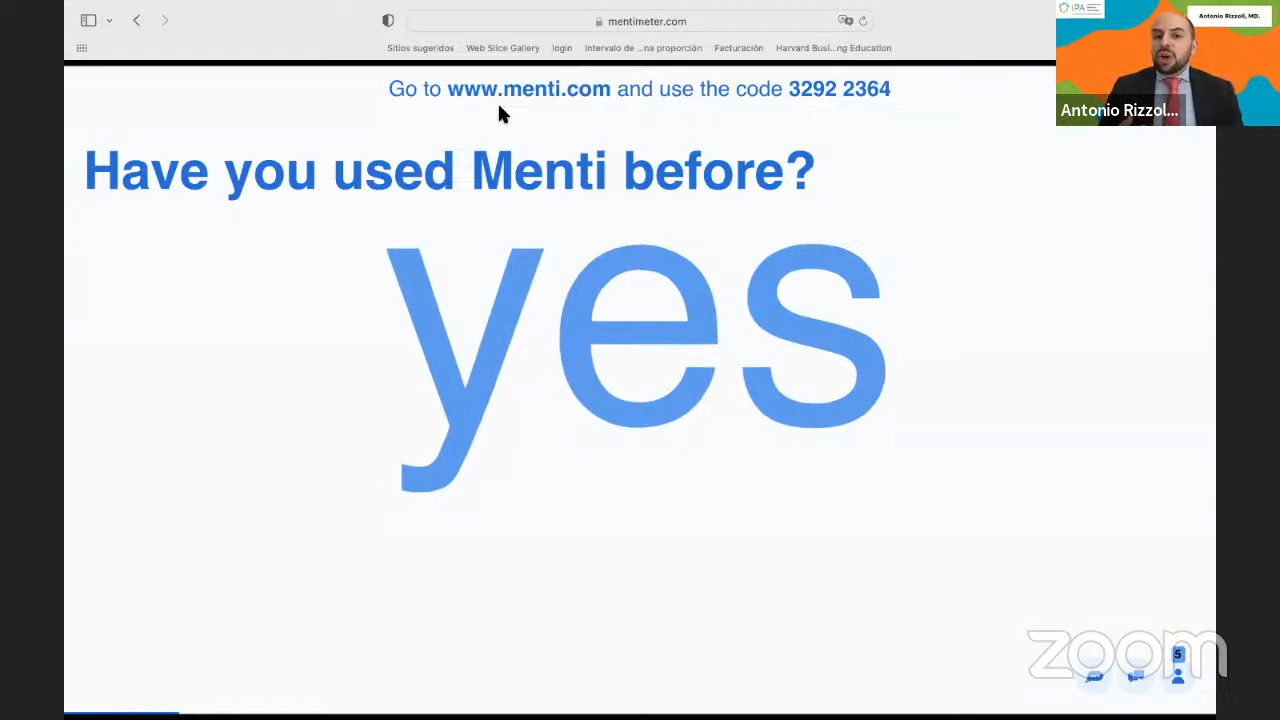 mentimeter.com
Sitios sugeridos Web Slice Gallery login Intervalo de ...na proporción Facturación Harvard Busi...ng Education
IPA
Antonio Rizzoli, MD.
Antonio Rizzol...
Go to www.menti.com and use the code 3292 2364
Have you used Menti before?
yes
zoom
5